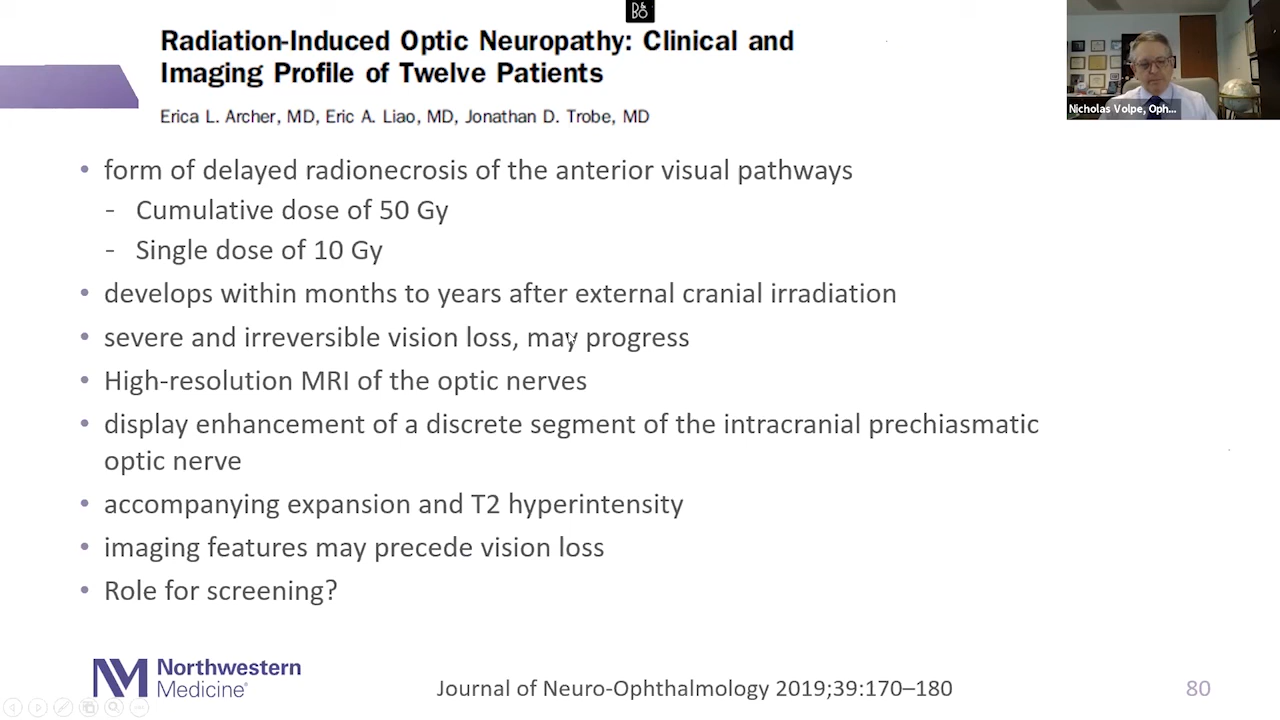 B&
BO
Radiation-Induced Optic Neuropathy: Clinical and
Imaging Profile of Twelve Patients
Erica L. Archer, MD, Eric A. Liao, MD, Jonathan D. Trobe, MD
Nicholas Volpe, Oph...
• form of delayed radionecrosis of the anterior visual pathways
- Cumulative dose of 50 Gy
- Single dose of 10 Gy
• develops within months to years after external cranial irradiation
• severe and irreversible vision loss, may progress
• High-resolution MRI of the optic nerves
• display enhancement of a discrete segment of the intracranial prechiasmatic
optic nerve
• accompanying expansion and T2 hyperintensity
• imaging features may precede vision loss
• Role for screening?
NM Northwestern
Medicine®
Journal of Neuro-Ophthalmology 2019;39:170–180
80